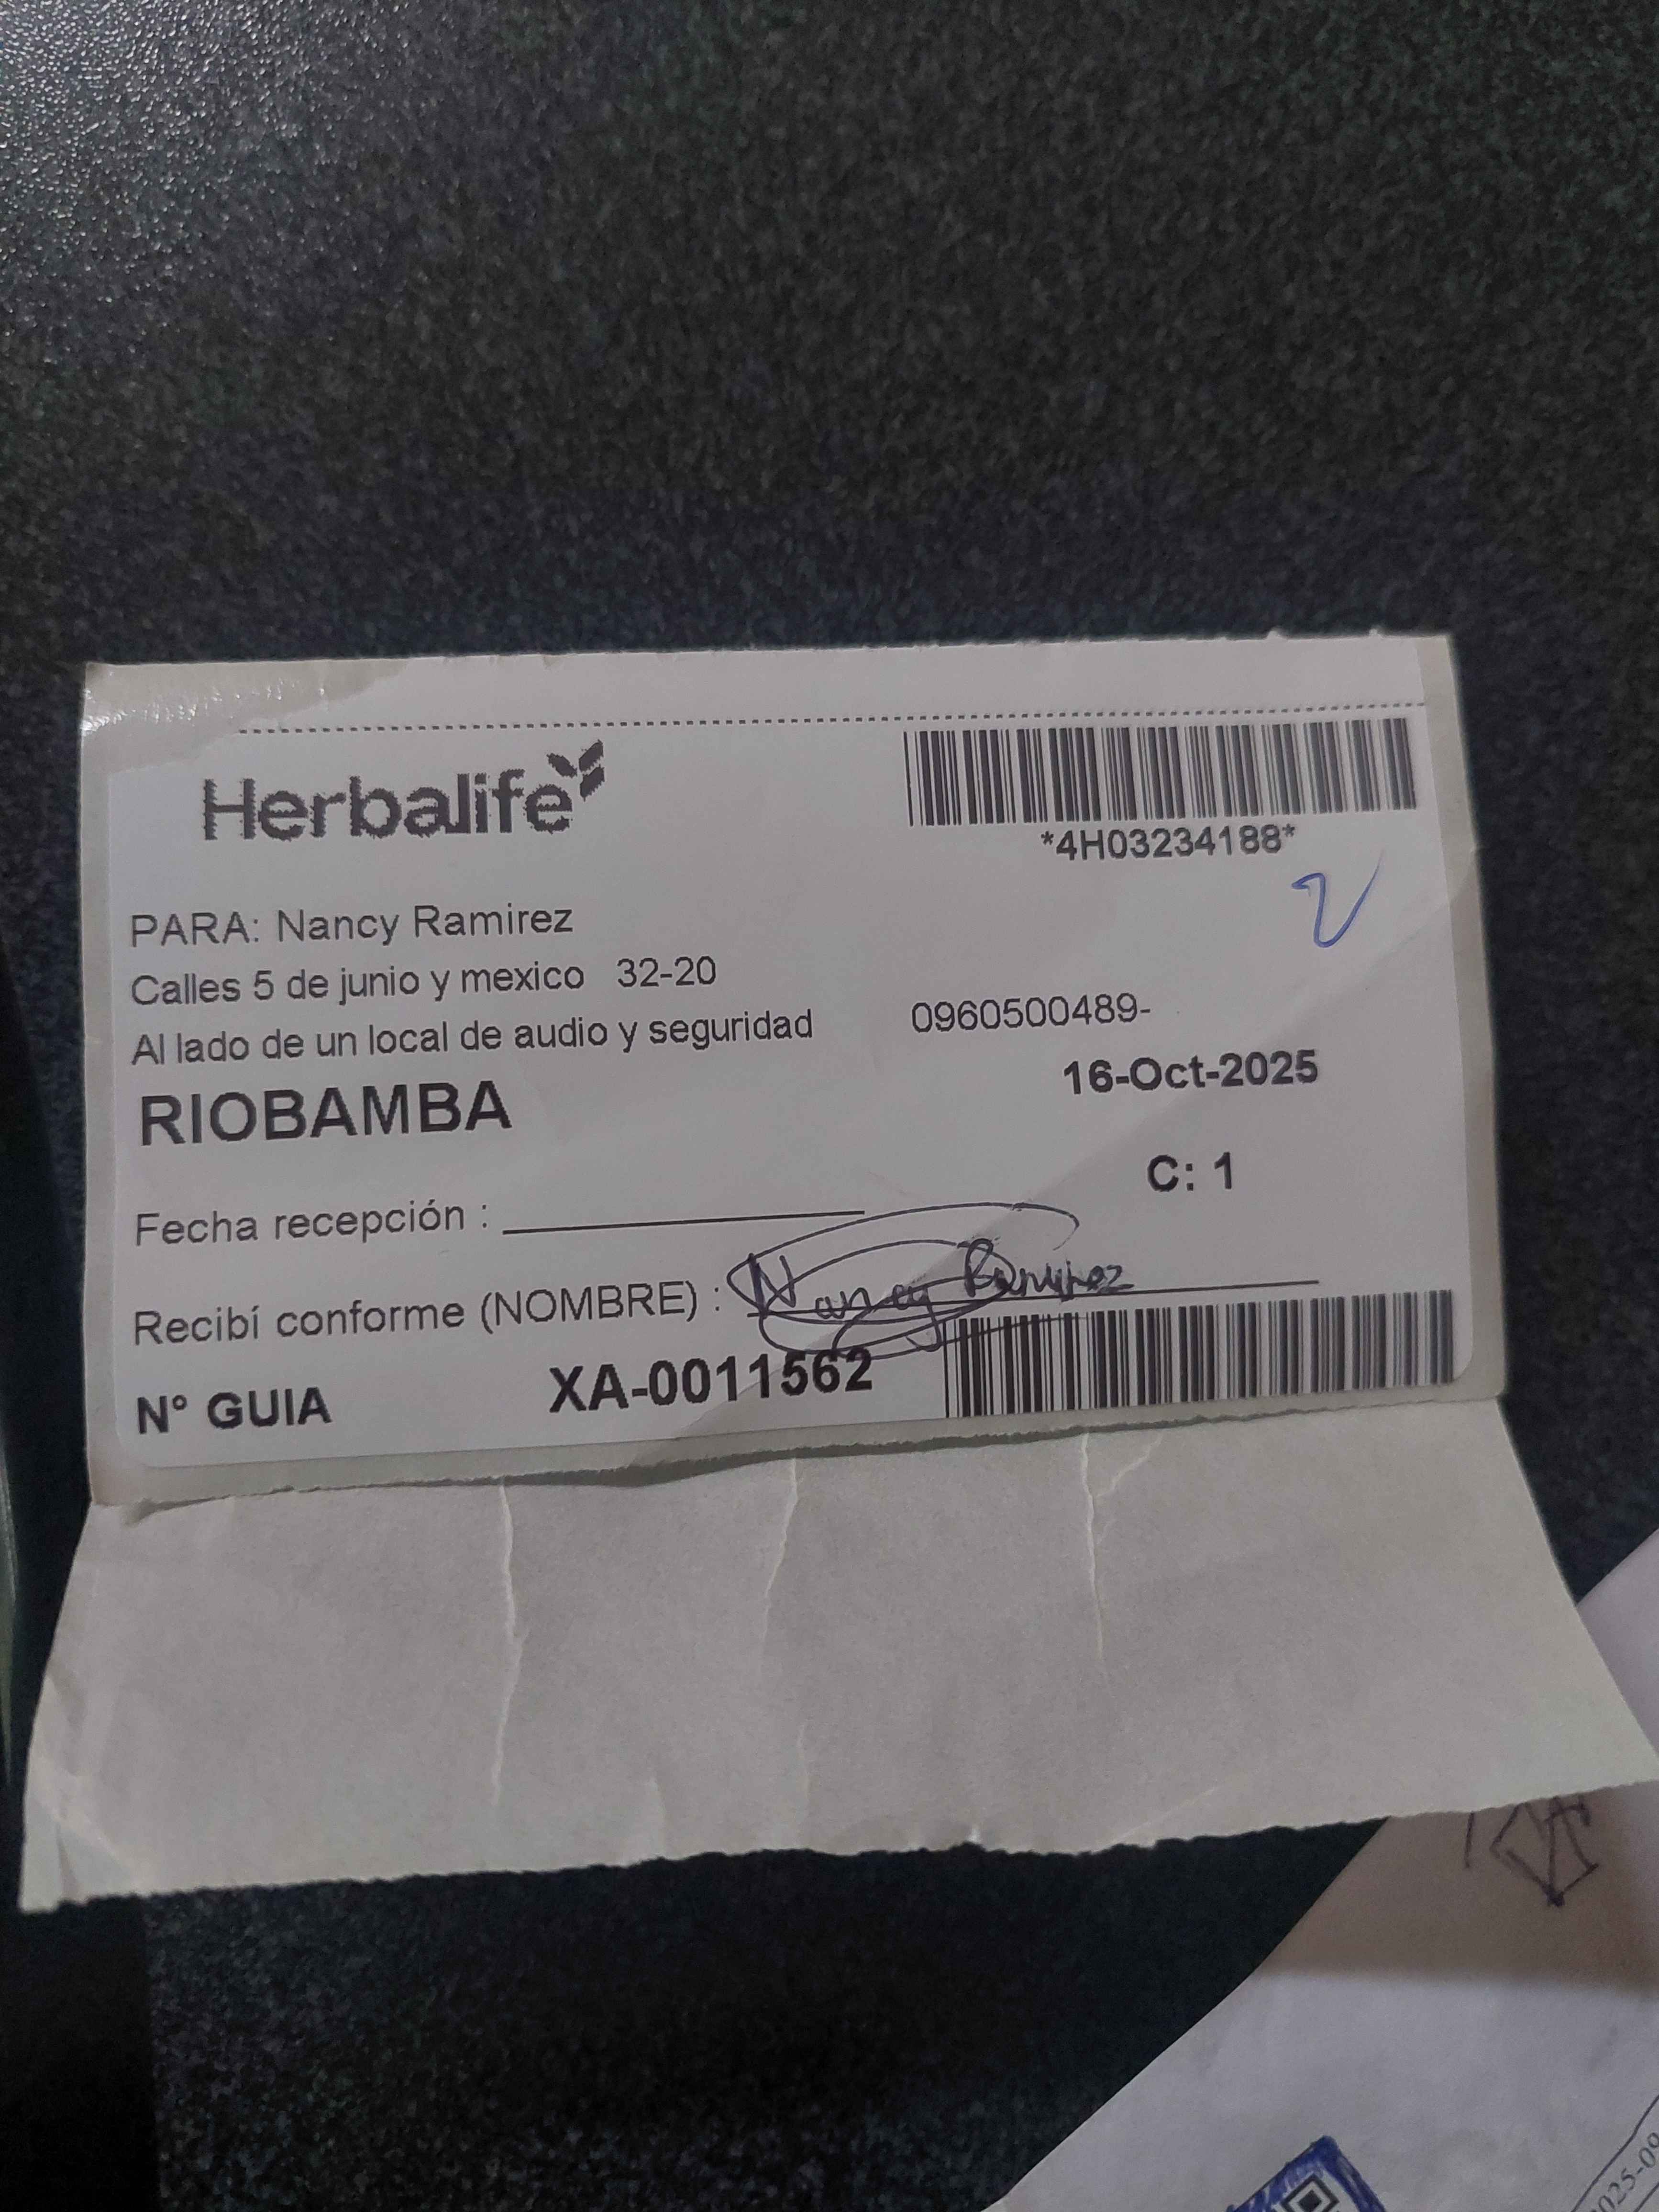 Herbalife
*4H03234188*
PARA: Nancy Ramirez
Calles 5 de junio y mexico 32-20
Al lado de un local de audio y seguridad 0960500489-
RIOBAMBA 16-Oct-2025
C: 1
Fecha recepción :
Recibí conforme (NOMBRE) : Nancy Ramirez
N° GUIA XA-0011562